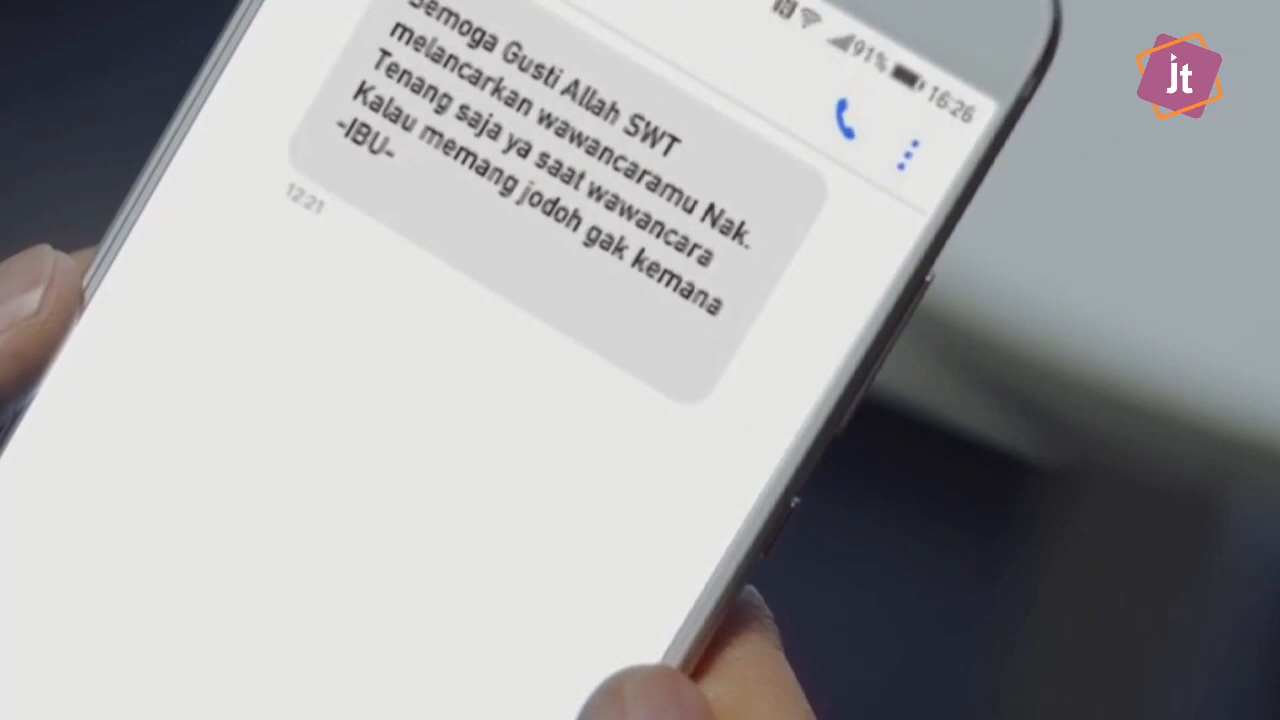 91% 16:26
Semoga Gusti Allah SWT
melancarkan wawancaramu Nak.
Tenang saja ya saat wawancara
Kalau memang jodoh gak kemana
-IBU-
12:21
jt